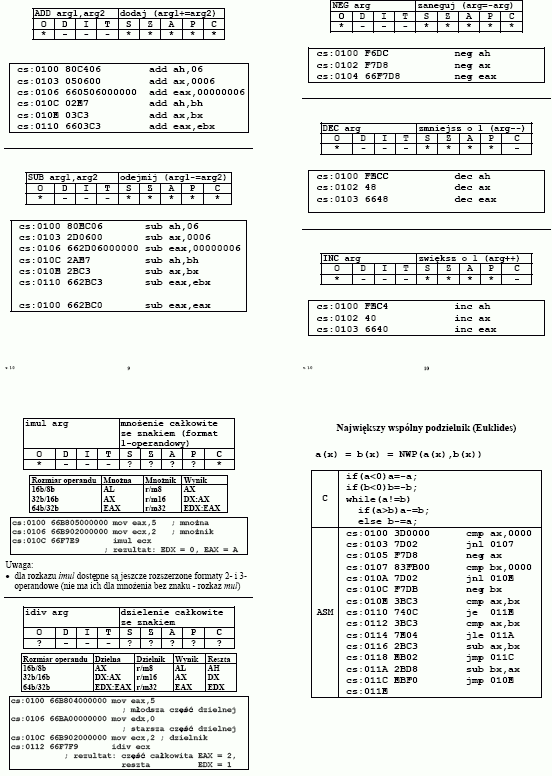 ADD arg1,arg2 dodaj (arg1+=arg2)
O D I T S Z A P C
* - - - * * * * *
cs:0100 80C406 add ah,06
cs:0103 050600 add ax,0006
cs:0106 660506000000 add eax,00000006
cs:010C 02E7 add ah,bh
cs:010E 03C3 add ax,bx
cs:0110 6603C3 add eax,ebx
SUB arg1,arg2 odejmij (arg1-=arg2)
O D I T S Z A P C
* - - - * * * * *
cs:0100 80EC06 sub ah,06
cs:0103 2D0600 sub ax,0006
cs:0106 662D06000000 sub eax,00000006
cs:010C 2AE7 sub ah,bh
cs:010E 2BC3 sub ax,bx
cs:0110 662BC3 sub eax,ebx
cs:0100 662BC0 sub eax,eax
9
NEG arg zaneguj (arg=-arg)
O D I T S Z A P C
* - - - * * * * *
cs:0100 F6DC neg ah
cs:0102 F7D8 neg ax
cs:0104 66F7D8 neg eax
DEC arg zmniejsz o 1 (arg--)
O D I T S Z A P C
* - - - * * * * -
cs:0100 FECC dec ah
cs:0102 48 dec ax
cs:0103 6648 dec eax
INC arg zwiększ o 1 (arg++)
O D I T S Z A P C
* - - - * * * * -
cs:0100 FEC4 inc ah
cs:0102 40 inc ax
cs:0103 6640 inc eax
10
imul arg mnożenie całkowite
ze znakiem (format
1-operandowy)
O D I T S Z A P C
* - - - ? ? ? ? *
Rozmiar operandu Mnożna Mnożnik Wynik
16b/8b AL r/m8 AX
32b/16b AX r/m16 DX:AX
64b/32b EAX r/m32 EDX:EAX
cs:0100 66B805000000 mov eax,5 ; mnożna
cs:0106 66B902000000 mov ecx,2 ; mnożnik
cs:010C 66F7E9 imul ecx
; rezultat: EDX = 0, EAX = A
Uwaga:
• dla rozkazu imul dostępne są jeszcze rozszerzone formaty 2- i 3-
operandowe (nie ma ich dla mnożenia bez znaku - rozkaz mul)
idiv arg dzielenie całkowite
ze znakiem
O D I T S Z A P C
? - - - ? ? ? ? ?
Rozmiar operandu Dzielna Dzielnik Wynik Reszta
16b/8b AX r/m8 AL AH
32b/16b DX:AX r/m16 AX DX
64b/32b EDX:EAX r/m32 EAX EDX
cs:0100 66B804000000 mov eax,5
; młodsza część dzielnej
cs:0106 66BA00000000 mov edx,0
; starsza część dzielnej
cs:010C 66B902000000 mov ecx,2 ; dzielnik
cs:0112 66F7F9 idiv ecx
; rezultat: część całkowita EAX = 2,
reszta EDX = 1
Największy wspólny podzielnik (Euklides)
a(x) = b(x) = NWP(a(x),b(x))
C
if(a<0)a=-a;
if(b<0)b=-b;
while(a!=b)
if(a>b)a-=b;
else b-=a;
ASM
cs:0100 3D0000 cmp ax,0000
cs:0103 7D02 jnl 0107
cs:0105 F7D8 neg ax
cs:0107 83FB00 cmp bx,0000
cs:010A 7D02 jnl 010E
cs:010C F7DB neg bx
cs:010E 3BC3 cmp ax,bx
cs:0110 740C je 011E
cs:0112 3BC3 cmp ax,bx
cs:0114 7E04 jle 011A
cs:0116 2BC3 sub ax,bx
cs:0118 EB02 jmp 011C
cs:011A 2BD8 sub bx,ax
cs:011C EBF0 jmp 010E
cs:011E